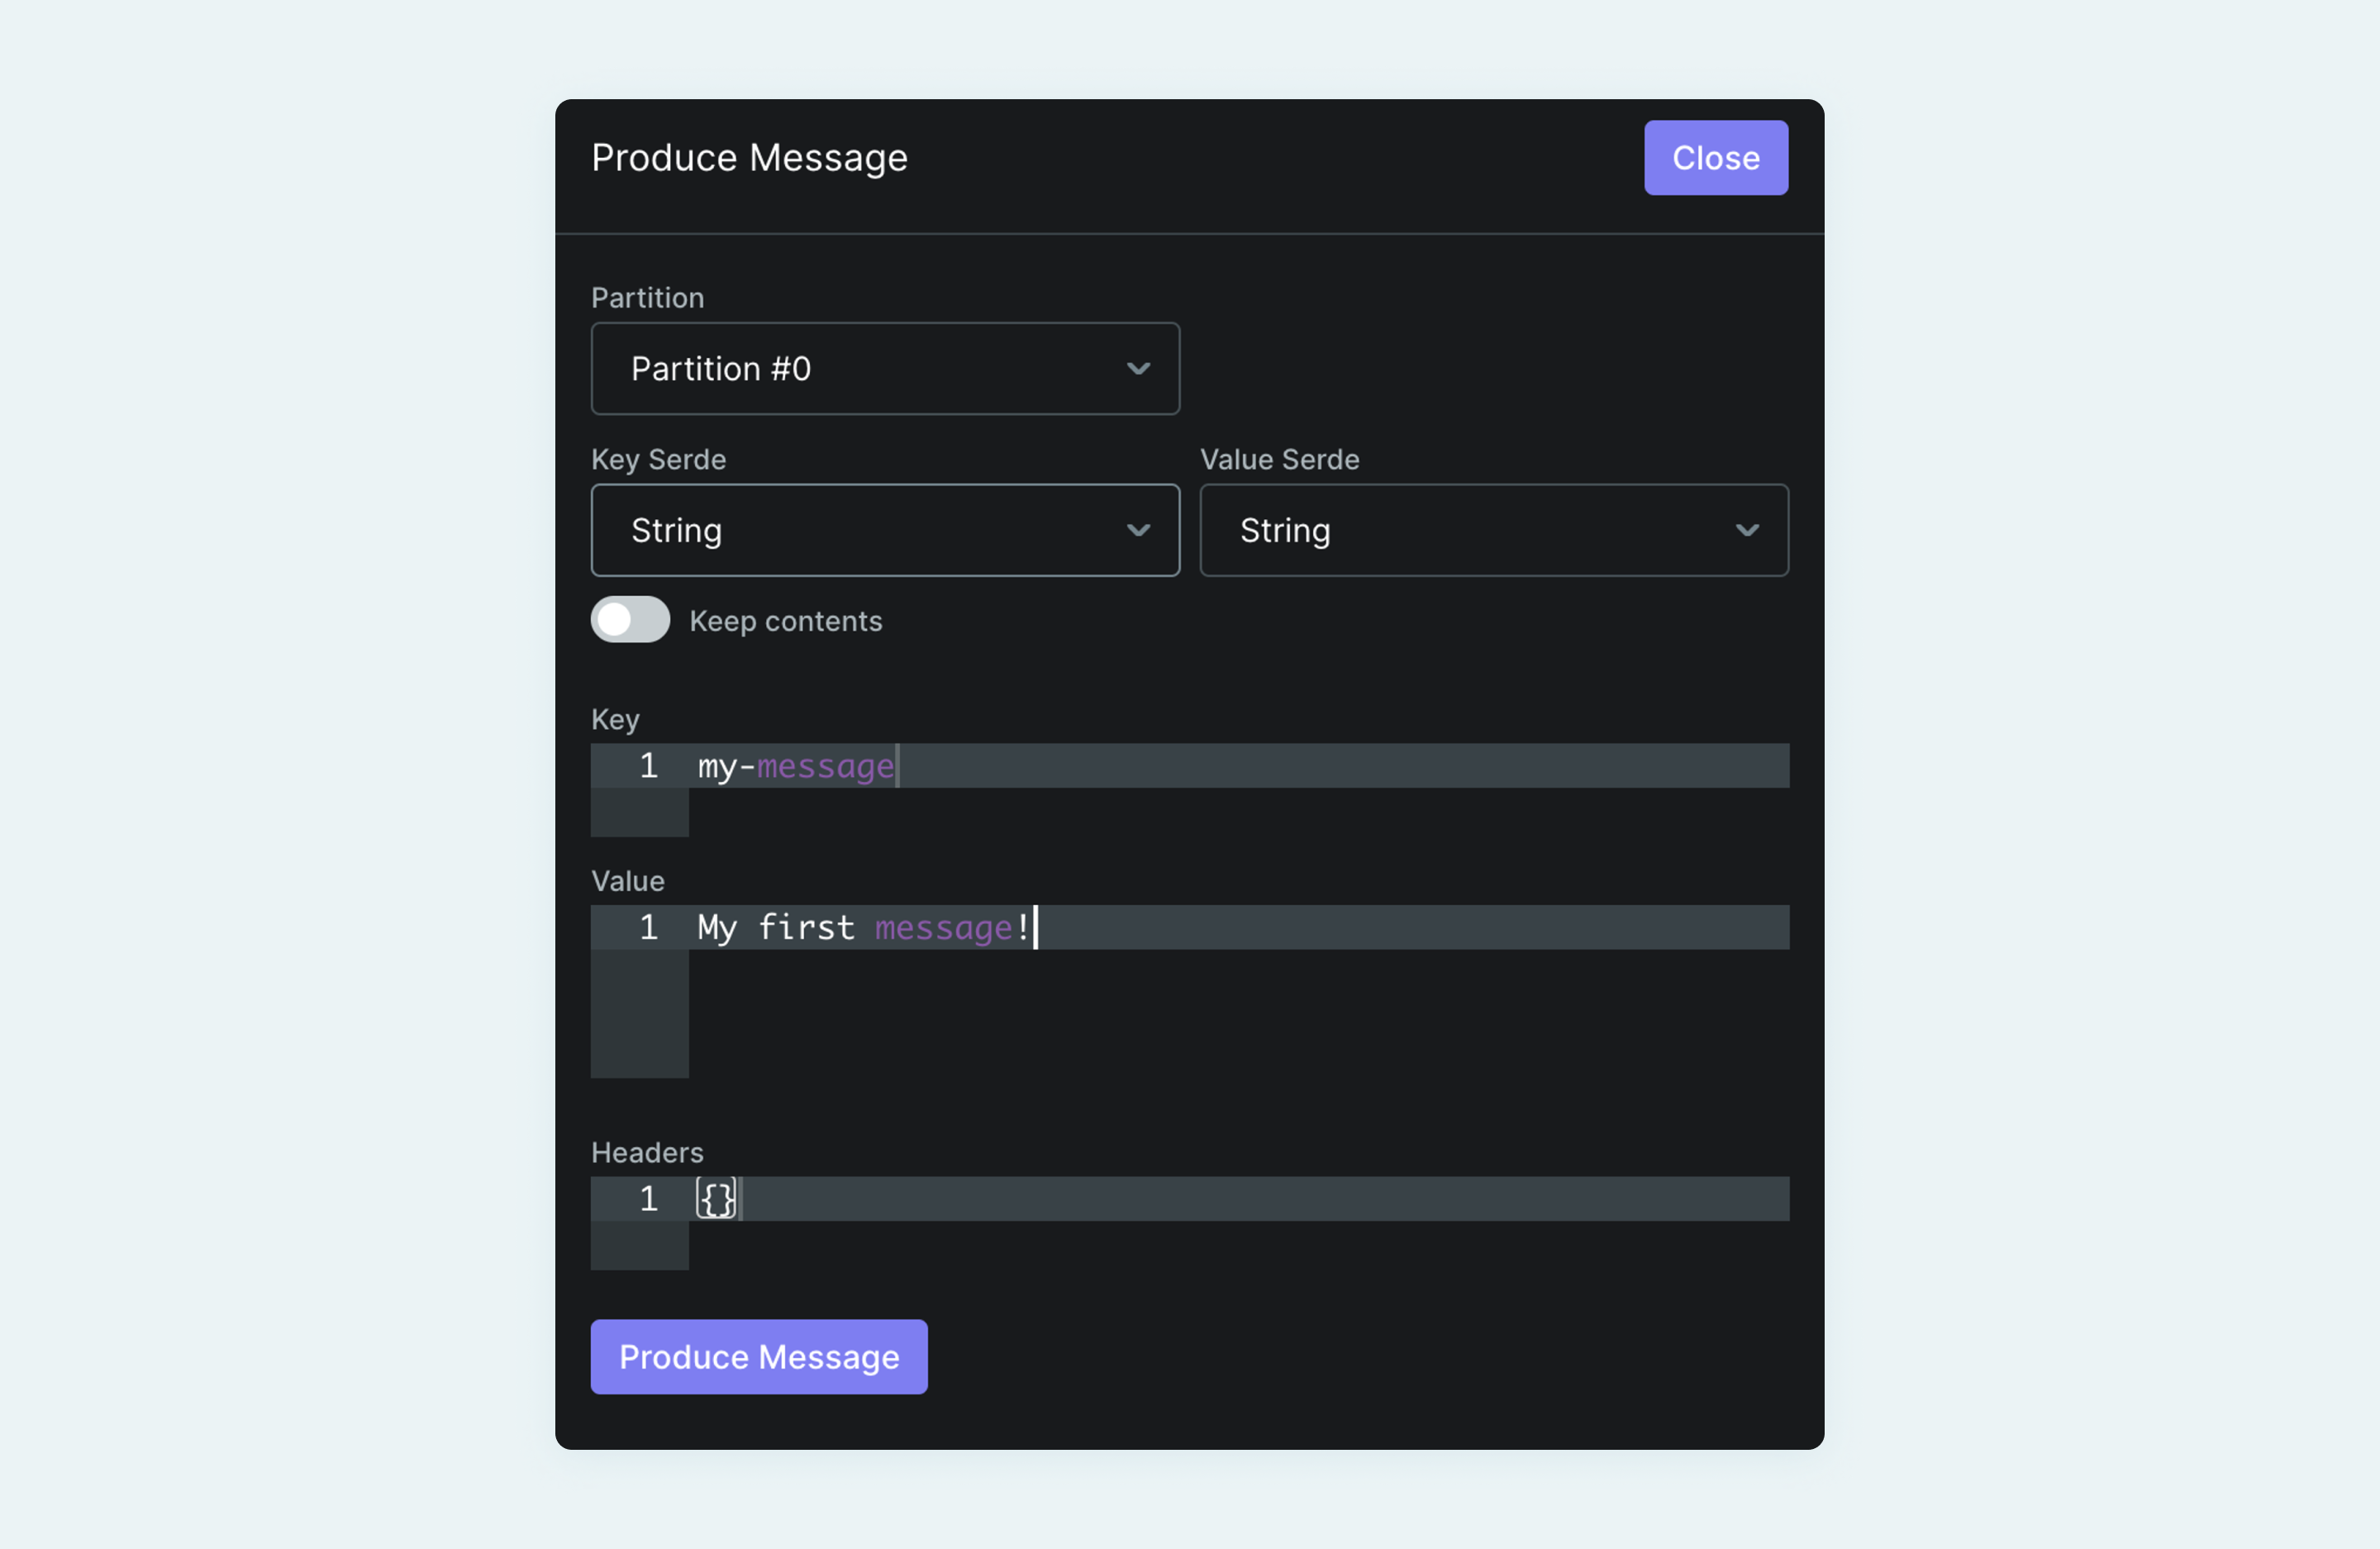 Produce Message
Close
Partition
Partition #0
Key Serde
Value Serde
String
String
Keep contents
Key
1 my-message
Value
1 My first message!
Headers
1 {}
Produce Message